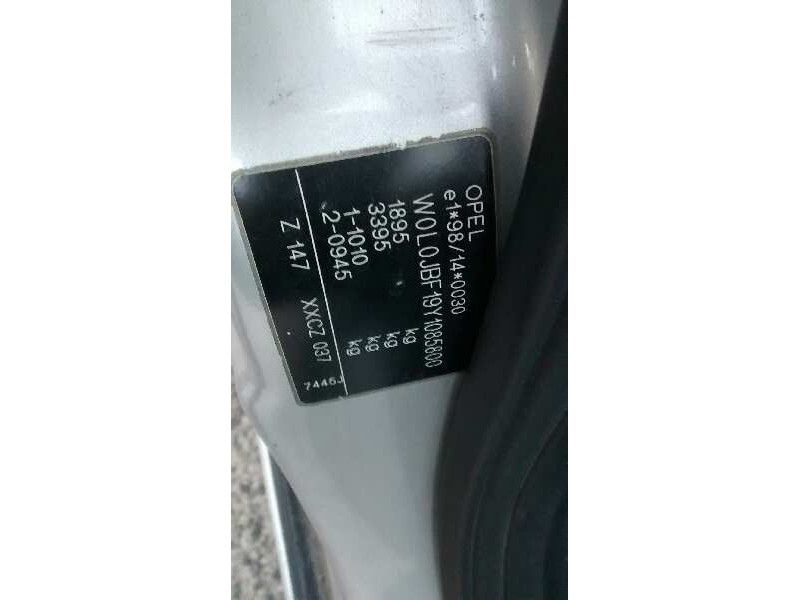 OPEL
e1*98/14*0030
W0L0JBF19Y1085800
1895 kg
3395 kg
1-1010 kg
2-0945 kg
Z 147 XXCZ 037
7446J